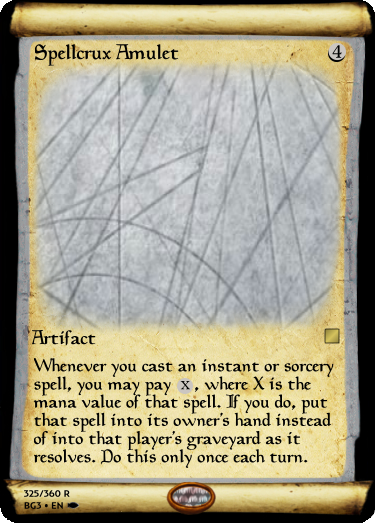 Spellcrux Amulet 4
Artifact
Whenever you cast an instant or sorcery
spell, you may pay X, where X is the
mana value of that spell. If you do, put
that spell into its owner's hand instead
of into that player's graveyard as it
resolves. Do this only once each turn.
325/360 R
BG3 • EN